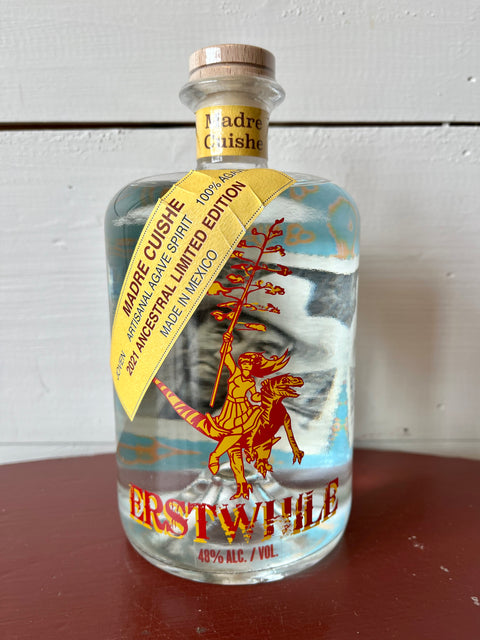 Madre
Cuishe
MADRE CUISHE 100% AGA
JOVEN ARTISANAL AGAVE SPIRIT
2021 ANCESTRAL LIMITED EDITION
MADE IN MEXICO
ERSTWHILE
48% ALC. / VOL.